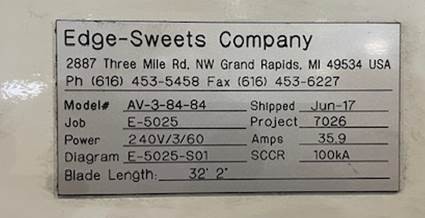 Edge-Sweets Company
2887 Three Mile Rd, NW Grand Rapids, MI 49534 USA
Ph (616) 453-5458 Fax (616) 453-6227
Model# AV-3-84-84 Shipped Jun-17
Job E-5025 Project 7026
Power 240V/3/60 Amps 35.9
Diagram E-5025-S01 SCCR 100kA
Blade Length: 32' 2"